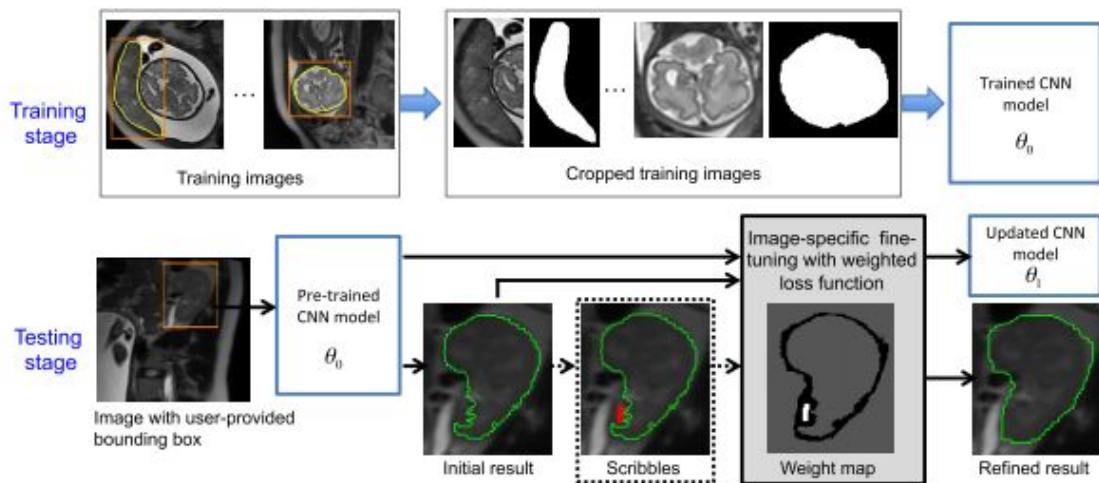 Training
stage
...
Training images
...
Cropped training images
Trained CNN
model
θ₀
Testing
stage
Image with user-provided
bounding box
Pre-trained
CNN model
θ₀
Initial result
Scribbles
Image-specific fine-
tuning with weighted
loss function
Weight map
Updated CNN
model
θ₁
Refined result